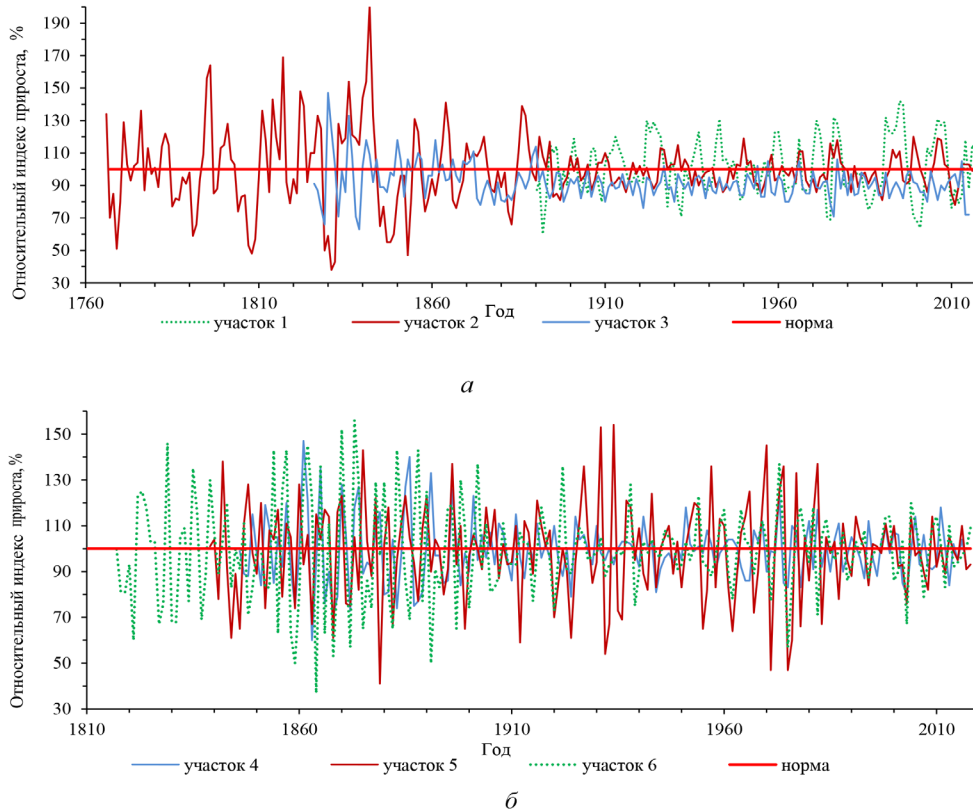 Относительный индекс прироста, %
190
170
150
130
110
90
70
50
30
1760
1810
1860
1910
1960
2010
Год
участок 1
участок 2
участок 3
норма
а
Относительный индекс прироста,%
150
130
110
90
70
50
30
1810
1860
1910
1960
2010
Год
участок 4
участок 5
участок 6
норма
б